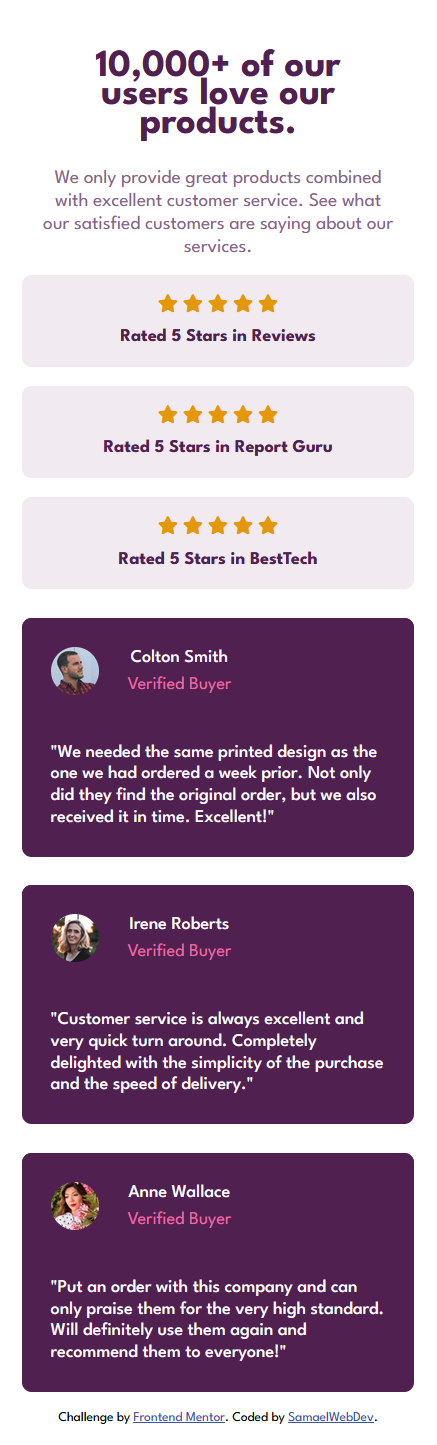 10,000+ of our
users love our
products.
We only provide great products combined
with excellent customer service. See what
our satisfied customers are saying about our
services.
Rated 5 Stars in Reviews
Rated 5 Stars in Report Guru
Rated 5 Stars in BestTech
Colton Smith
Verified Buyer
"We needed the same printed design as the
one we had ordered a week prior. Not only
did they find the original order, but we also
received it in time. Excellent!"
Irene Roberts
Verified Buyer
"Customer service is always excellent and
very quick turn around. Completely
delighted with the simplicity of the purchase
and the speed of delivery."
Anne Wallace
Verified Buyer
"Put an order with this company and can
only praise them for the very high standard.
Will definitely use them again and
recommend them to everyone!"
Challenge by Frontend Mentor. Coded by SamaelWebDev.